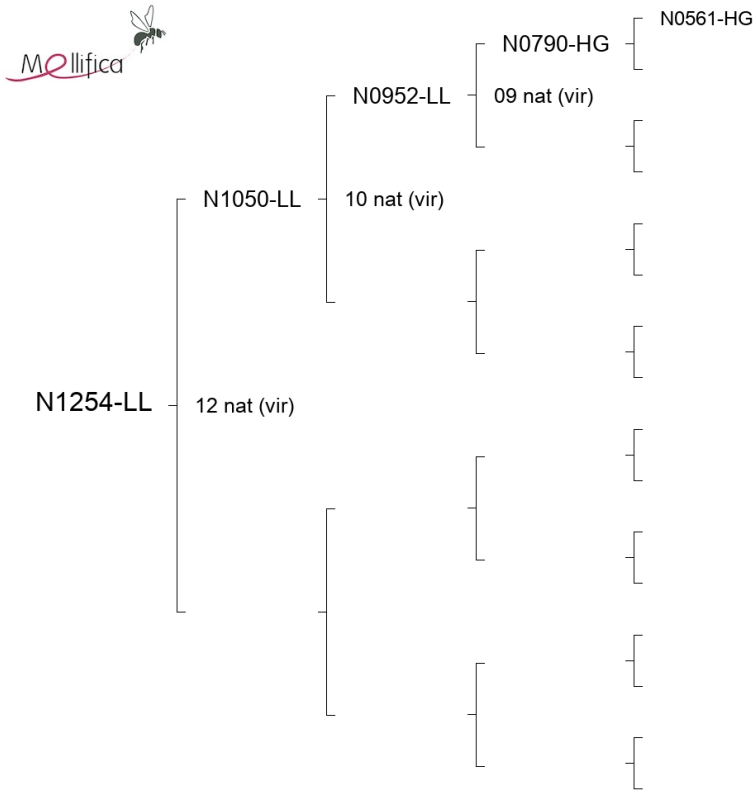 Mellifica
N0561-HG
N0790-HG
N0952-LL 09 nat (vir)
N1050-LL 10 nat (vir)
N1254-LL 12 nat (vir)